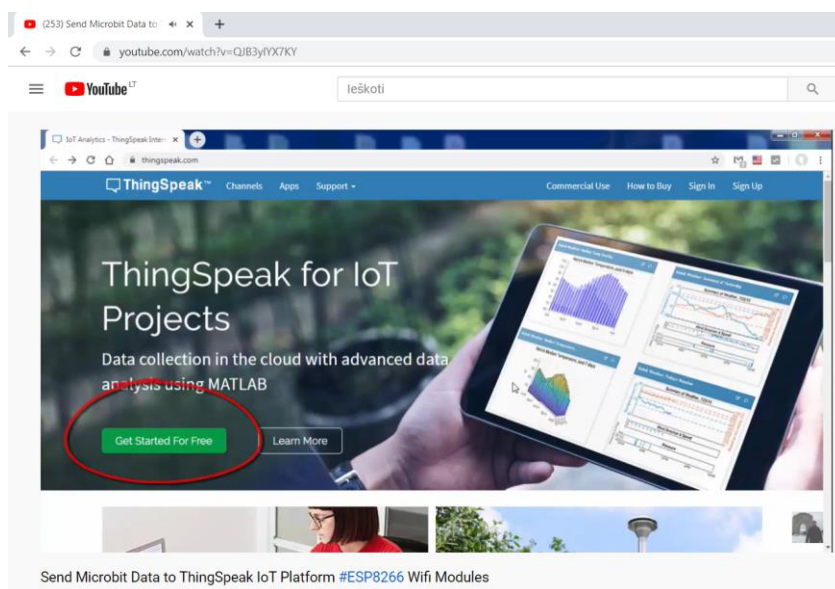 (253) Send Microbit Data to
youtube.com/watch?v=QJB3yIYX7KY
YouTube LT
Ieškoti
IoT Analytics - ThingSpeak Inter
thingspeak.com
ThingSpeak™ Channels Apps Support Commercial Use How to Buy Sign In Sign Up
ThingSpeak for IoT
Projects
Data collection in the cloud with advanced data
analysis using MATLAB
Get Started For Free Learn More
Send Microbit Data to ThingSpeak IoT Platform #ESP8266 Wifi Modules